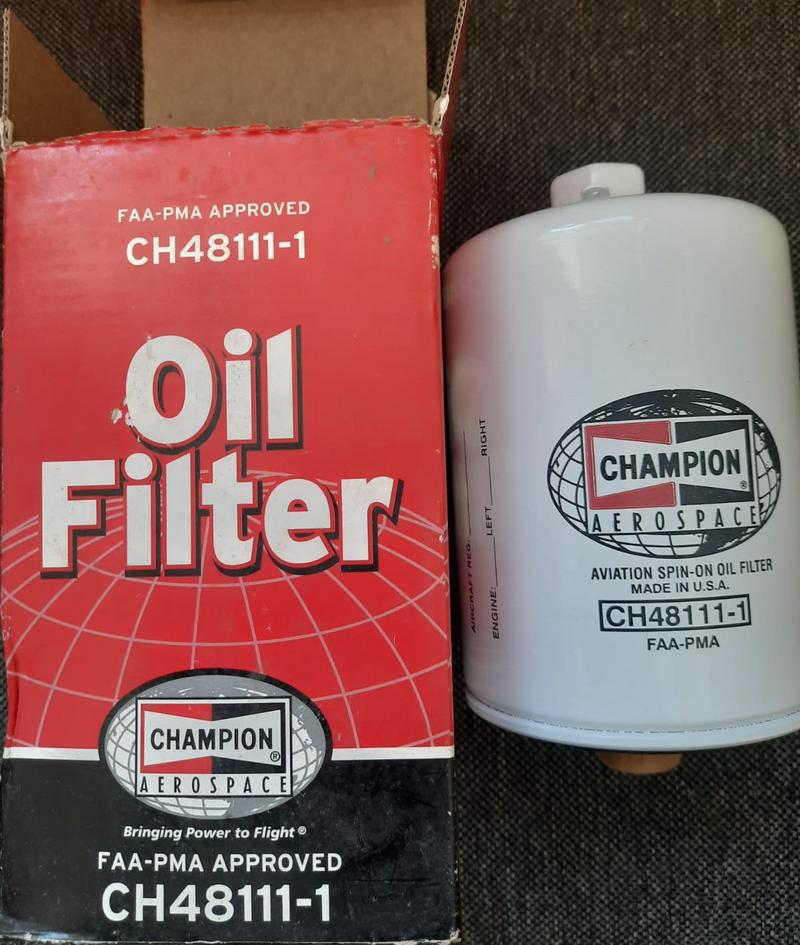 FAA-PMA APPROVED
CH48111-1
Oil
Filter
CHAMPION®
AEROSPACE
Bringing Power to Flight®
FAA-PMA APPROVED
CH48111-1
AIRCRAFT REG:
ENGINE: LEFT RIGHT
CHAMPION®
AEROSPACE
AVIATION SPIN-ON OIL FILTER
MADE IN U.S.A.
CH48111-1
FAA-PMA